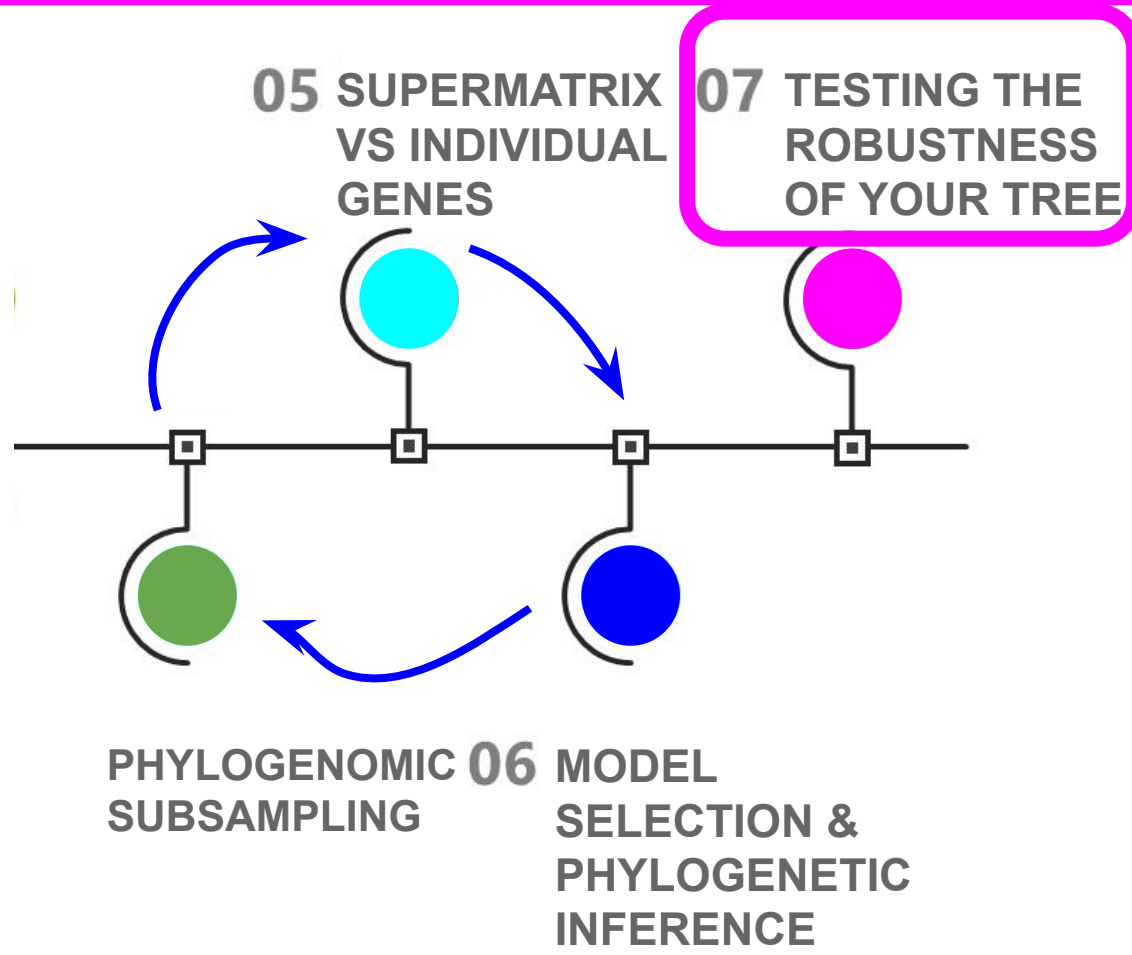 05 SUPERMATRIX
VS INDIVIDUAL
GENES
07 TESTING THE
ROBUSTNESS
OF YOUR TREE
PHYLOGENOMIC
SUBSAMPLING
06 MODEL
SELECTION &
PHYLOGENETIC
INFERENCE